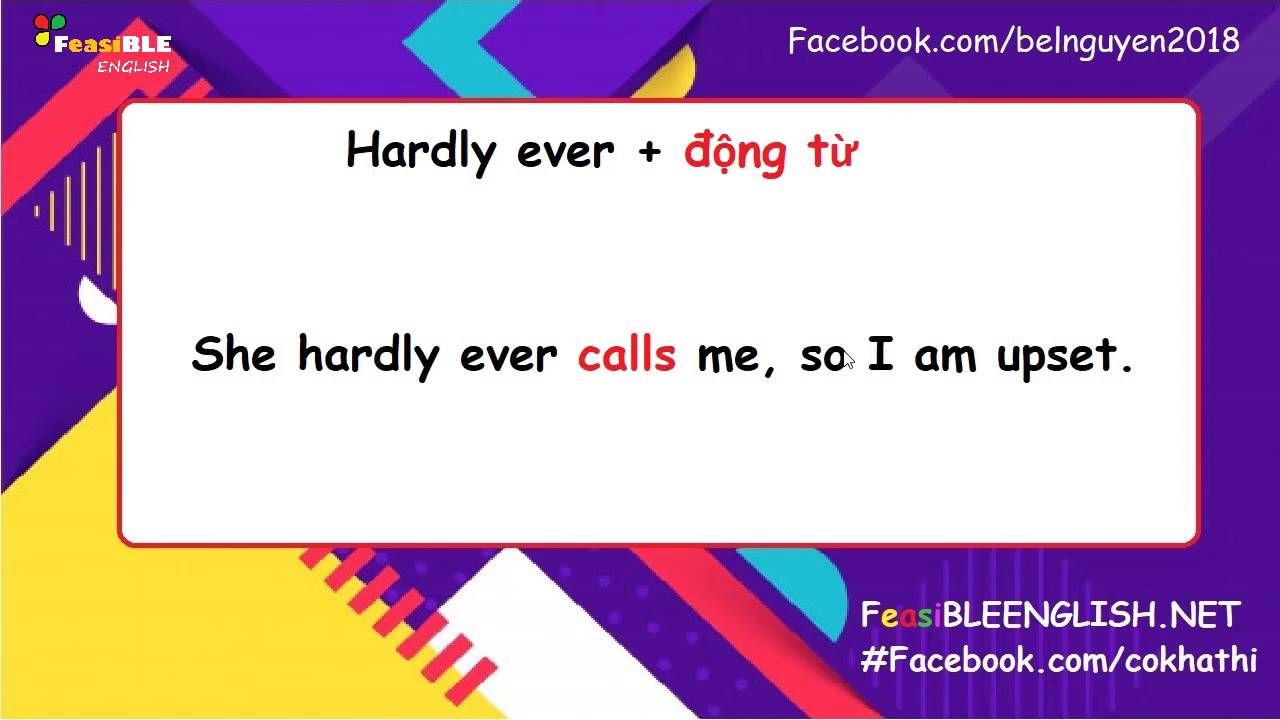 FeasiBLE
ENGLISH
Facebook.com/belnguyen2018
Hardly ever + động từ
She hardly ever calls me, so I am upset.
FeasiBLEENGLISH.NET
#Facebook.com/cokhathi